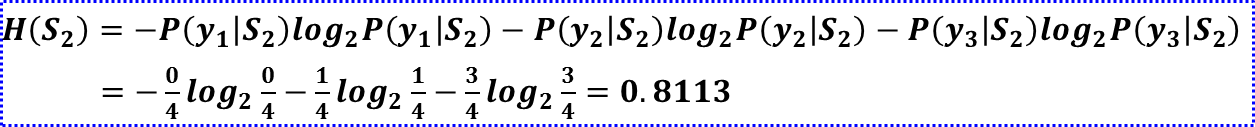 H(S₂) = −P(y₁|S₂)log₂P(y₁|S₂) − P(y₂|S₂)log₂P(y₂|S₂) − P(y₃|S₂)log₂P(y₃|S₂)
= −0/4 log₂ 0/4 − 1/4 log₂ 1/4 − 3/4 log₂ 3/4 = 0.8113